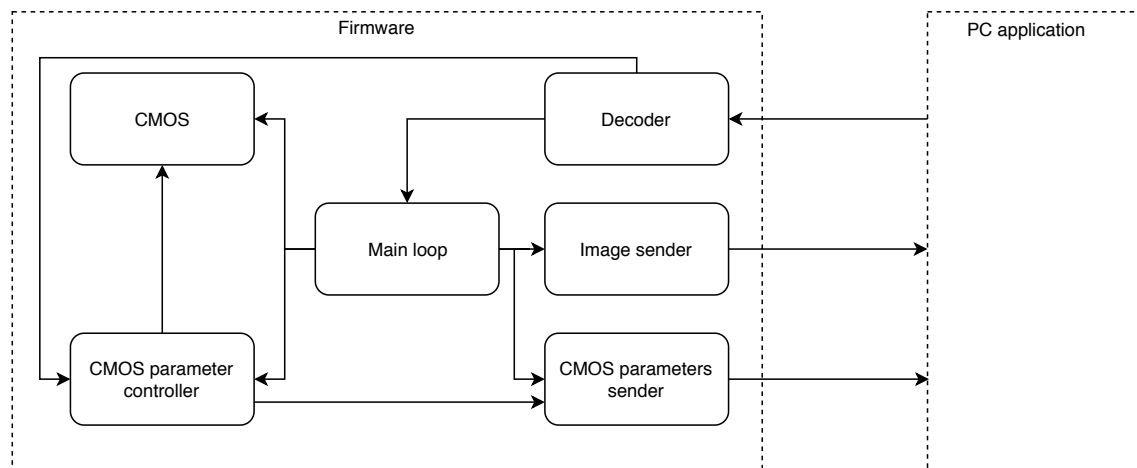 Firmware
PC application
CMOS
Decoder
Main loop
Image sender
CMOS parameter
controller
CMOS parameters
sender